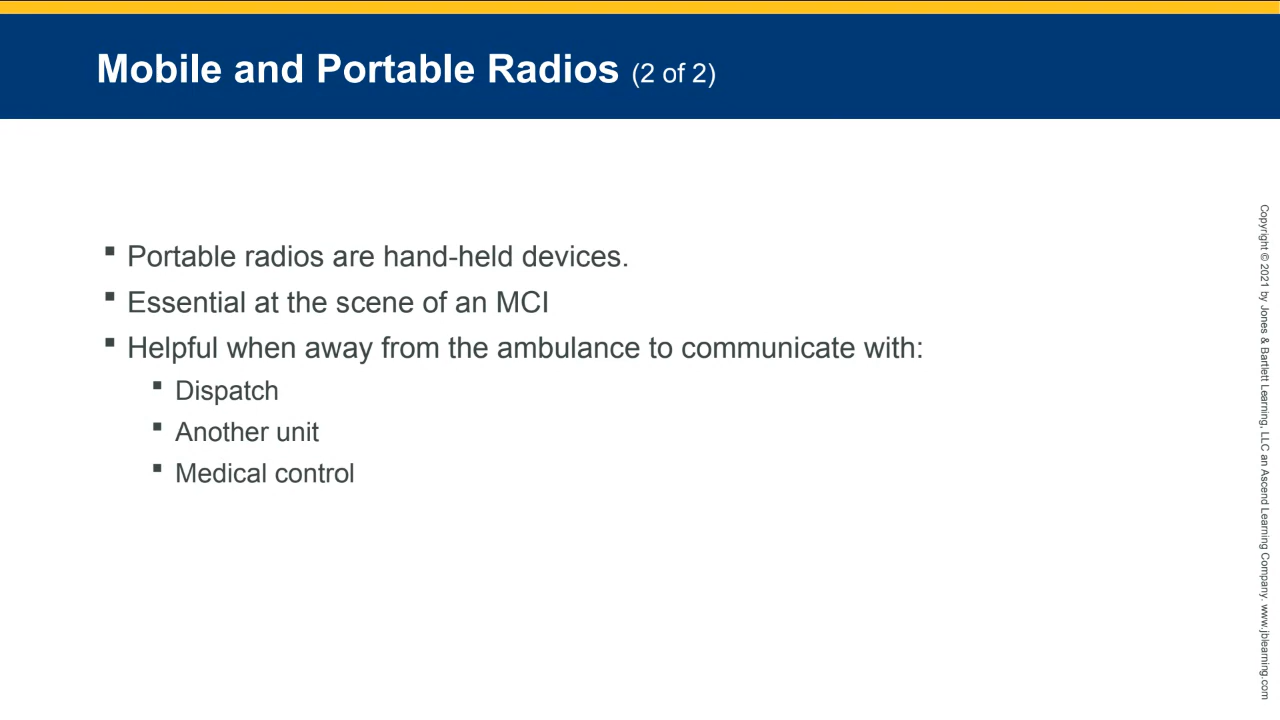 Mobile and Portable Radios (2 of 2)
▪ Portable radios are hand-held devices.
▪ Essential at the scene of an MCI
▪ Helpful when away from the ambulance to communicate with:
▪ Dispatch
▪ Another unit
▪ Medical control
Copyright © 2021 by Jones & Bartlett Learning, LLC an Ascend Learning Company. www.jblearning.com